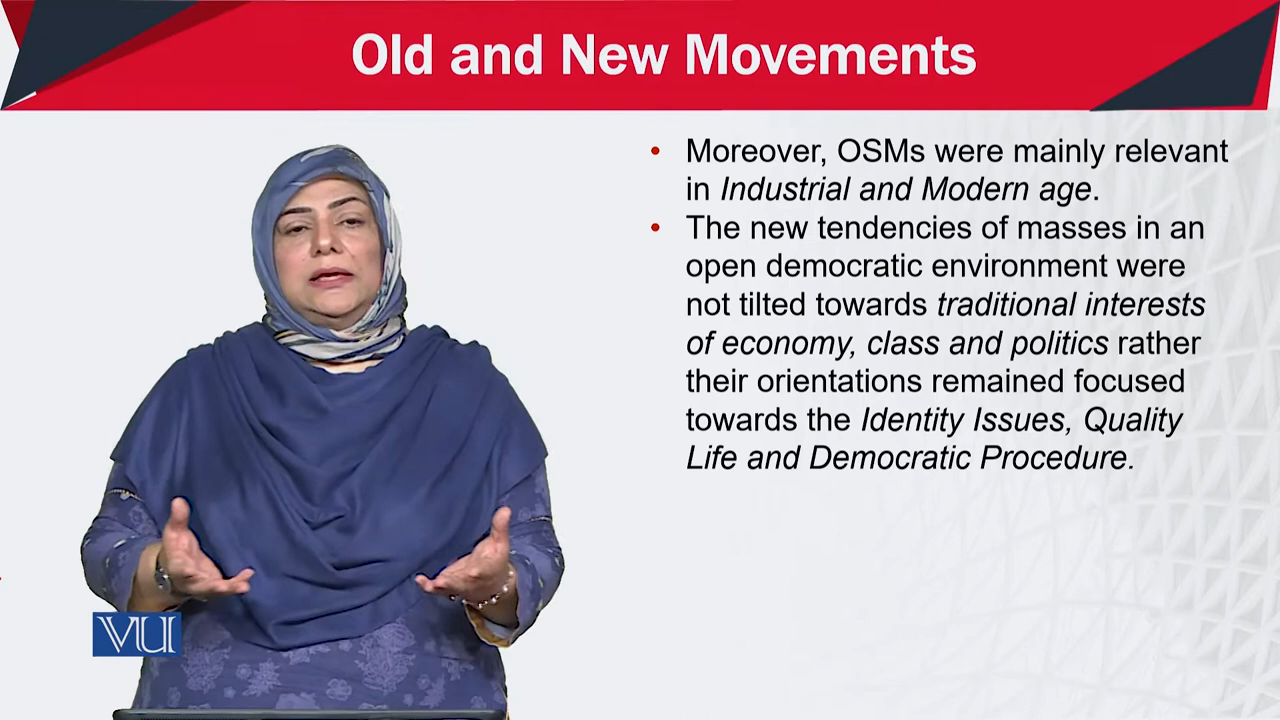 Old and New Movements
• Moreover, OSMs were mainly relevant
in Industrial and Modern age.
• The new tendencies of masses in an
open democratic environment were
not tilted towards traditional interests
of economy, class and politics rather
their orientations remained focused
towards the Identity Issues, Quality
Life and Democratic Procedure.
VU